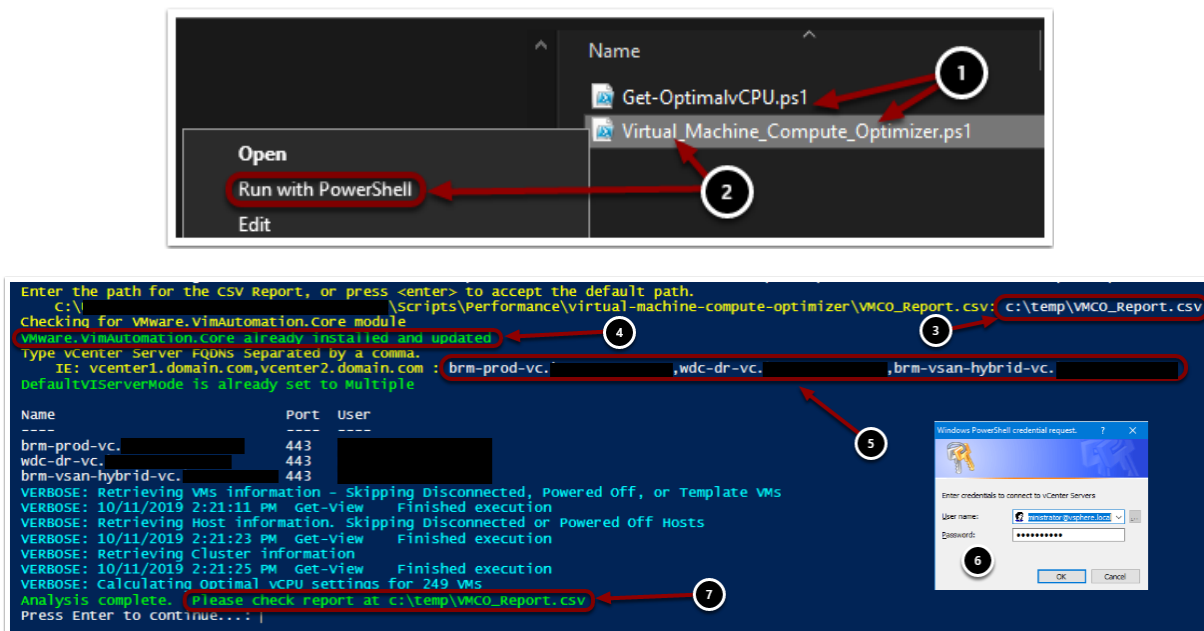 Name
1
Get-OptimalvCPU.ps1
Virtual_Machine_Compute_Optimizer.ps1
Open
Run with PowerShell
2
Edit
Enter the path for the CSV Report, or press <enter> to accept the default path.
C:\ \Scripts\Performance\virtual-machine-compute-optimizer\VMCO_Report.csv: c:\temp\VMCO_Report.csv
Checking for VMware.VimAutomation.Core module
3
VMware.VimAutomation.Core already installed and updated
4
Type vCenter Server FQDNs Separated by a comma.
IE: vcenter1.domain.com,vcenter2.domain.com : brm-prod-vc. ,wdc-dr-vc. ,brm-vsan-hybrid-vc.
DefaultVIServerMode is already set to Multiple
Name Port User
---- ---- ----
5
brm-prod-vc. 443
wdc-dr-vc. 443
brm-vsan-hybrid-vc. 443
VERBOSE: Retrieving VMs information - Skipping Disconnected, Powered Off, or Template VMs
VERBOSE: 10/11/2019 2:21:11 PM Get-View Finished execution
VERBOSE: Retrieving Host information. Skipping Disconnected or Powered Off Hosts
VERBOSE: 10/11/2019 2:21:23 PM Get-View Finished execution
VERBOSE: Retrieving Cluster information
VERBOSE: 10/11/2019 2:21:25 PM Get-View Finished execution
VERBOSE: Calculating Optimal vCPU settings for 249 VMs
Analysis complete. Please check report at c:\temp\VMCO_Report.csv
7
Press Enter to continue...:
Windows PowerShell credential request. ? X
Enter credentials to connect to vCenter Servers
User name: ministrator@vsphere.local ...
Password: ••••••••••
6
OK Cancel